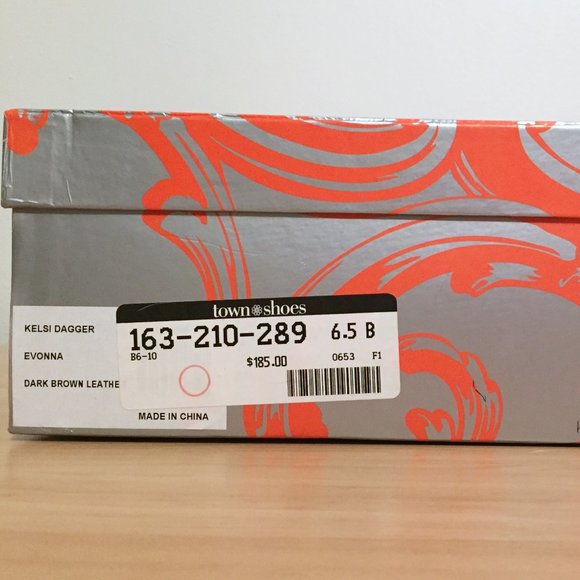 town shoes
163-210-289 6.5 B
B6-10 $185.00 0653 F1
KELSI DAGGER
EVONNA
DARK BROWN LEATHE
MADE IN CHINA